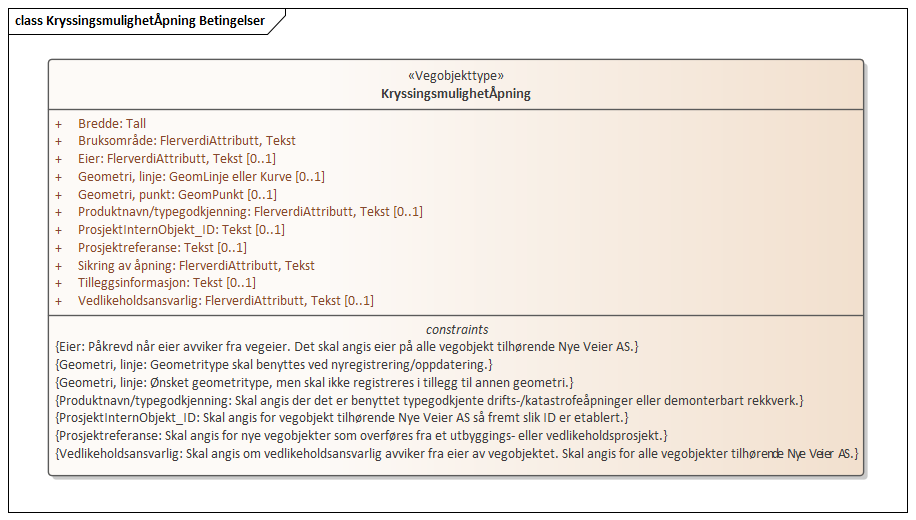 class KryssingsmulighetÅpning Betingelser
«Vegobjekttype»
KryssingsmulighetÅpning
+ Bredde: Tall
+ Bruksområde: FlerverdiAttributt, Tekst
+ Eier: FlerverdiAttributt, Tekst [0..1]
+ Geometri, linje: GeomLinje eller Kurve [0..1]
+ Geometri, punkt: GeomPunkt [0..1]
+ Produktnavn/typegodkjenning: FlerverdiAttributt, Tekst [0..1]
+ ProsjektInternObjekt_ID: Tekst [0..1]
+ Prosjektreferanse: Tekst [0..1]
+ Sikring av åpning: FlerverdiAttributt, Tekst
+ Tilleggsinformasjon: Tekst [0..1]
+ Vedlikeholdsansvarlig: FlerverdiAttributt, Tekst [0..1]
constraints
{Eier: Påkrevd når eier avviker fra vegeier. Det skal angis eier på alle vegobjekt tilhørende Nye Veier AS.}
{Geometri, linje: Geometritype skal benyttes ved nyregistrering/oppdatering.}
{Geometri, linje: Ønsket geometritype, men skal ikke registreres i tillegg til annen geometri.}
{Produktnavn/typegodkjenning: Skal angis der det er benyttet typegodkjente drifts-/katastrofeåpninger eller demonterbart rekkverk.}
{ProsjektInternObjekt_ID: Skal angis for vegobjekt tilhørende Nye Veier AS så fremt slik ID er etablert.}
{Prosjektreferanse: Skal angis for nye vegobjekter som overføres fra et utbyggings- eller vedlikeholdsprosjekt.}
{Vedlikeholdsansvarlig: Skal angis om vedlikeholdsansvarlig avviker fra eier av vegobjektet. Skal angis for alle vegobjekter tilhørende Nye Veier AS.}